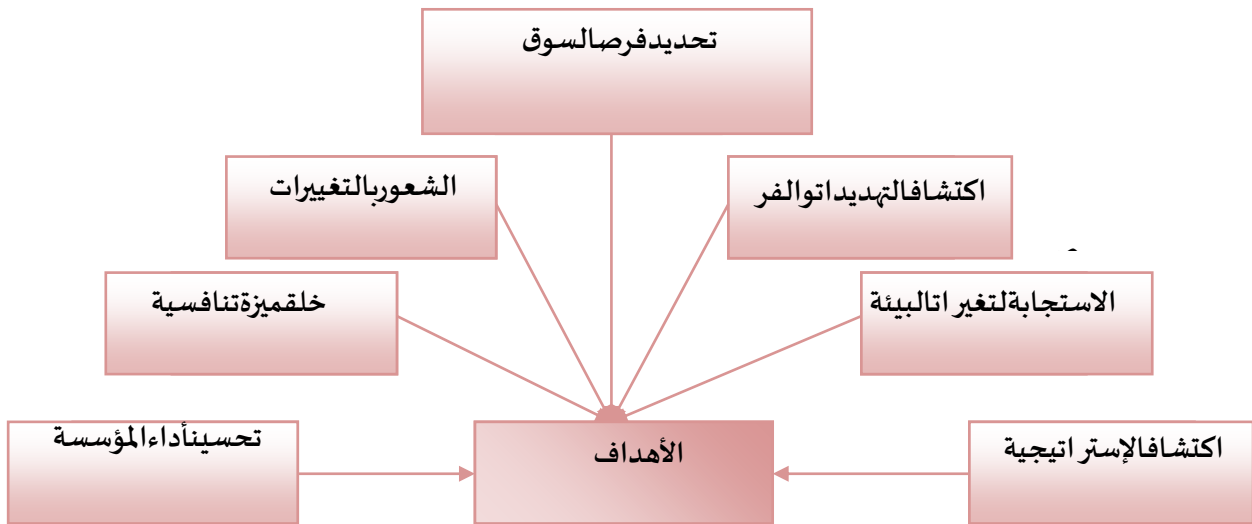 تحديدفرصالسوق
اكتشافالتهديداتوالفر
الشعوربالتغييرات
الاستجابةلتغير اتالبيئة
خلقميزةتنافسية
اكتشافالإستر اتيجية
الأهداف
تحسينأداءالمؤسسة